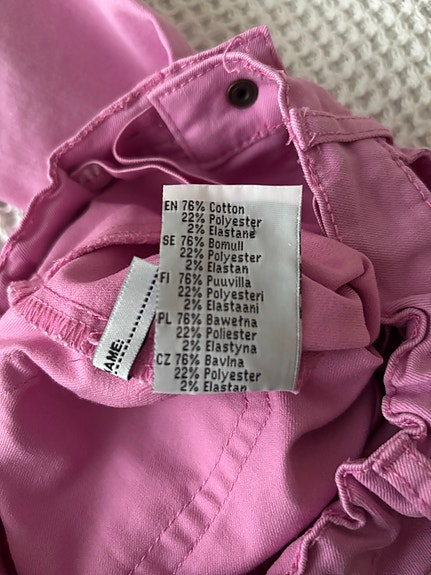 EN 76% Cotton
22% Polyester
2% Elastane
SE 76% Bomull
22% Polyester
2% Elastan
FI 76% Puuvilla
22% Polyesteri
2% Elastaani
PL 76% Bawełna
22% Poliester
2% Elastyna
CZ 76% Bavlna
22% Polyester
2% Elastan
AME: